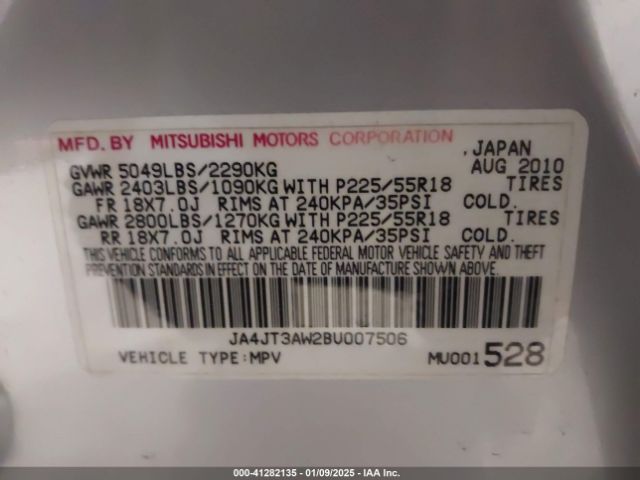 MFD. BY MITSUBISHI MOTORS CORPORATION , JAPAN
GVWR 5049LBS/2290KG AUG 2010
GAWR 2403LBS/1090KG WITH P225/55R18 TIRES
FR 18X7.0J RIMS AT 240KPA/35PSI COLD.
GAWR 2800LBS/1270KG WITH P225/55R18 TIRES
RR 18X7.0J RIMS AT 240KPA/35PSI COLD.
THIS VEHICLE CONFORMS TO ALL APPLICABLE FEDERAL MOTOR VEHICLE SAFETY AND THEFT
PREVENTION STANDARDS IN EFFECT ON THE DATE OF MANUFACTURE SHOWN ABOVE.
JA4JT3AW2BU007506
VEHICLE TYPE:MPV MU001528
000-41282135 - 01/09/2025 - IAA, Inc.